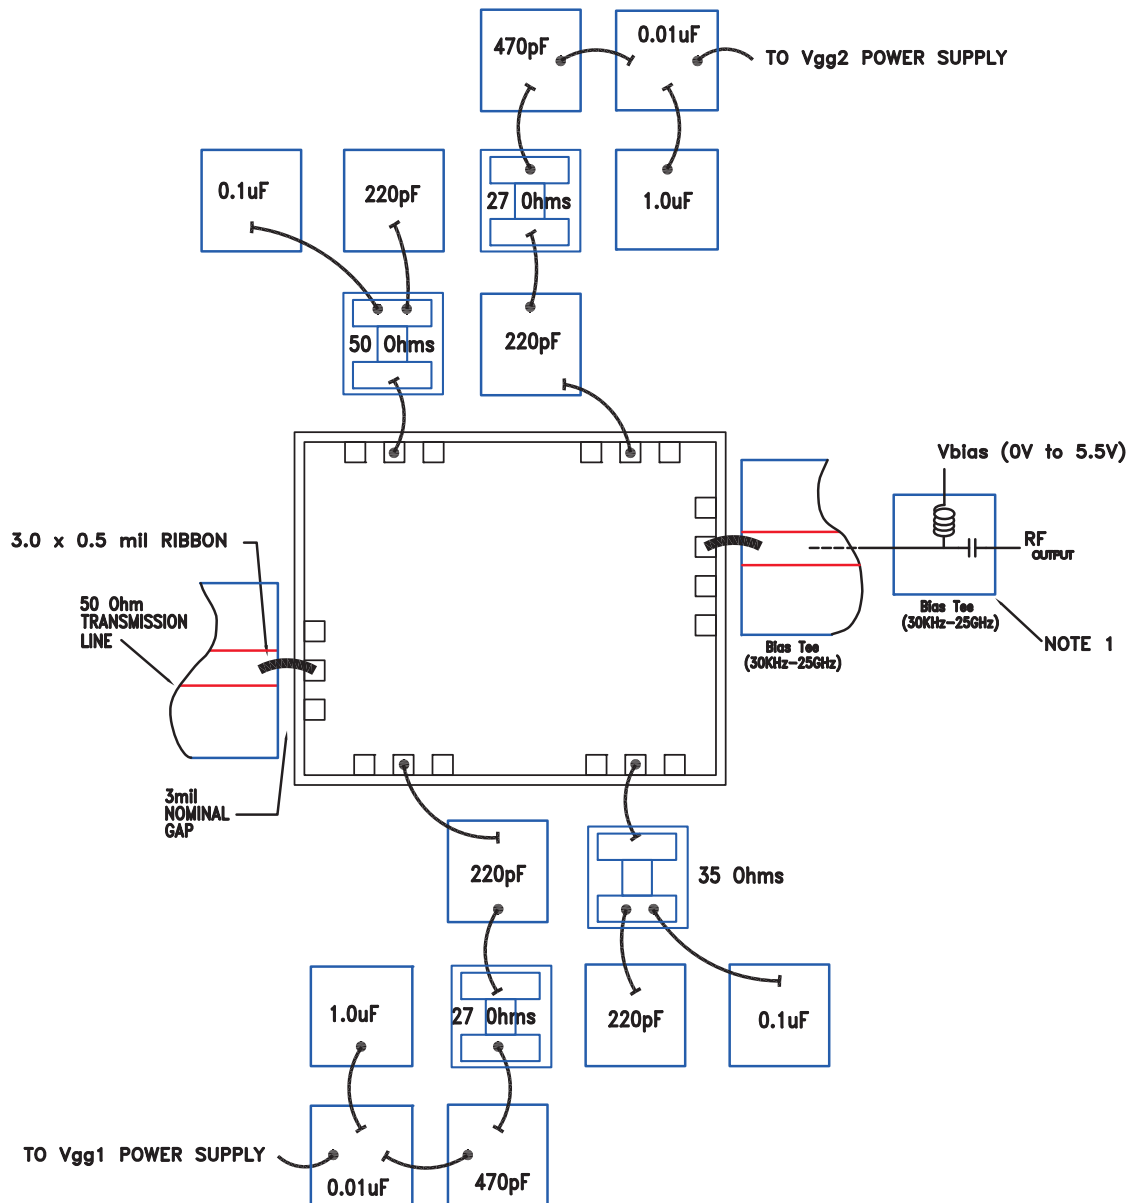 470pF
0.01uF
TO Vgg2 POWER SUPPLY
0.1uF
220pF
27 Ohms
1.0uF
50 Ohms
220pF
Vbias (0V to 5.5V)
3.0 x 0.5 mil RIBBON
RF
OUTPUT
50 Ohm
TRANSMISSION
LINE
Bias Tee
(30KHz-25GHz)
Bias Tee
(30KHz-25GHz)
NOTE 1
3mil
NOMINAL
GAP
220pF
35 Ohms
1.0uF
27 Ohms
220pF
0.1uF
TO Vgg1 POWER SUPPLY
0.01uF
470pF